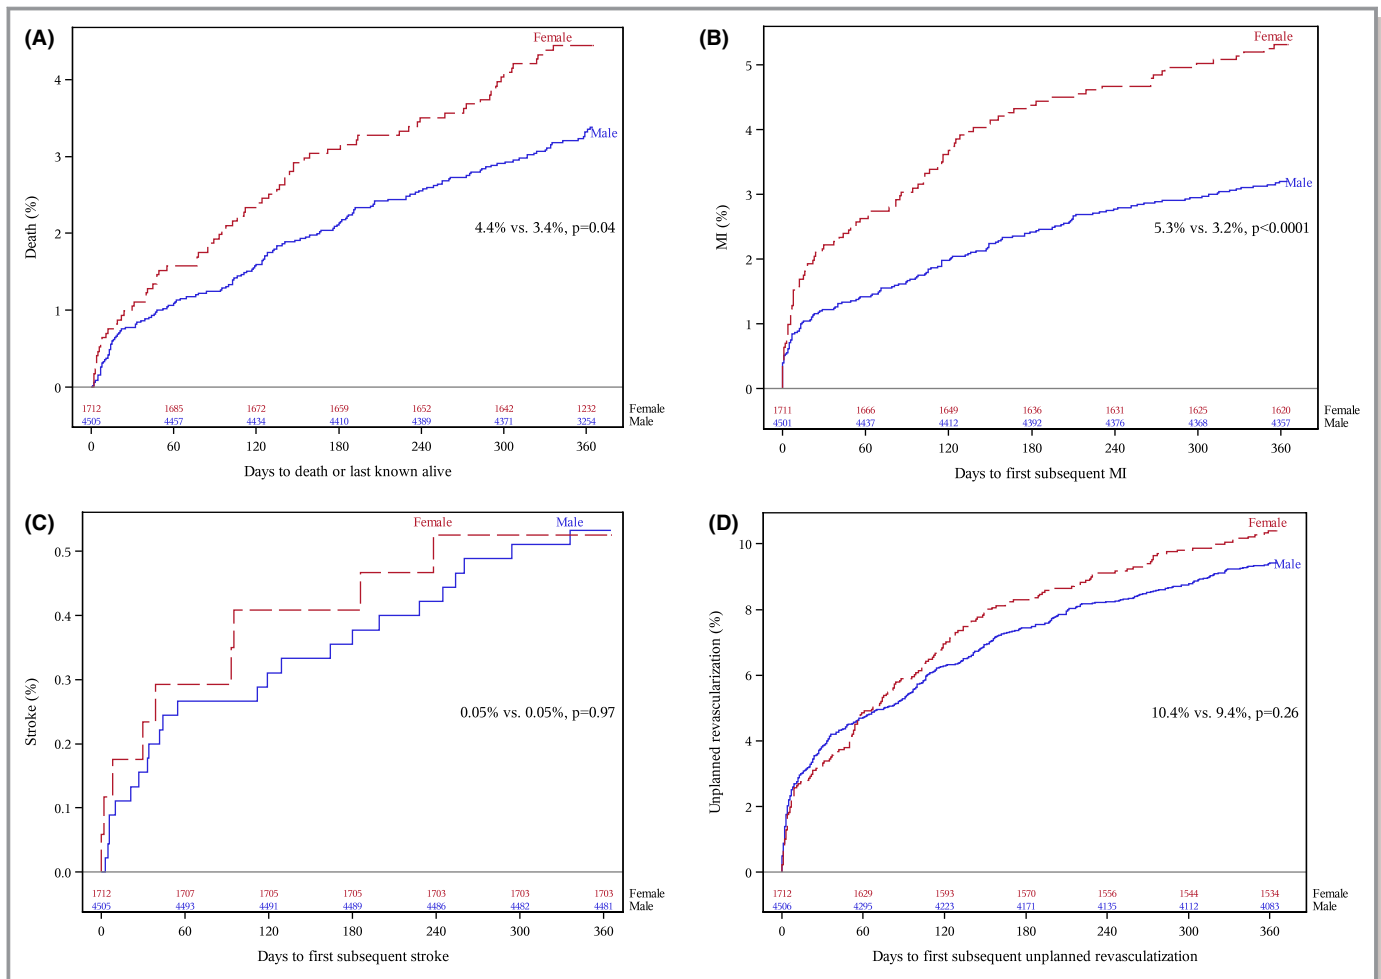 (A)
Female
Male
4
3
2
1
0
Death (%)
4.4% vs. 3.4%, p=0.04
1712 1685 1672 1659 1652 1642 1232 Female
4505 4457 4434 4410 4389 4371 3254 Male
0 60 120 180 240 300 360
Days to death or last known alive
(B)
Female
Male
5
4
3
2
1
0
MI (%)
5.3% vs. 3.2%, p<0.0001
1711 1666 1649 1636 1631 1625 1620 Female
4501 4437 4412 4392 4376 4368 4357 Male
0 60 120 180 240 300 360
Days to first subsequent MI
(C)
Female Male
0.5
0.4
0.3
0.2
0.1
0.0
Stroke (%)
0.05% vs. 0.05%, p=0.97
1712 1707 1705 1705 1703 1703 1703 Female
4505 4493 4491 4489 4486 4482 4481 Male
0 60 120 180 240 300 360
Days to first subsequent stroke
(D)
Female
Male
10
8
6
4
2
0
Unplanned revascularization (%)
10.4% vs. 9.4%, p=0.26
1712 1629 1593 1570 1556 1544 1534 Female
4506 4295 4223 4171 4135 4112 4083 Male
0 60 120 180 240 300 360
Days to first subsequent unplanned revasculatization